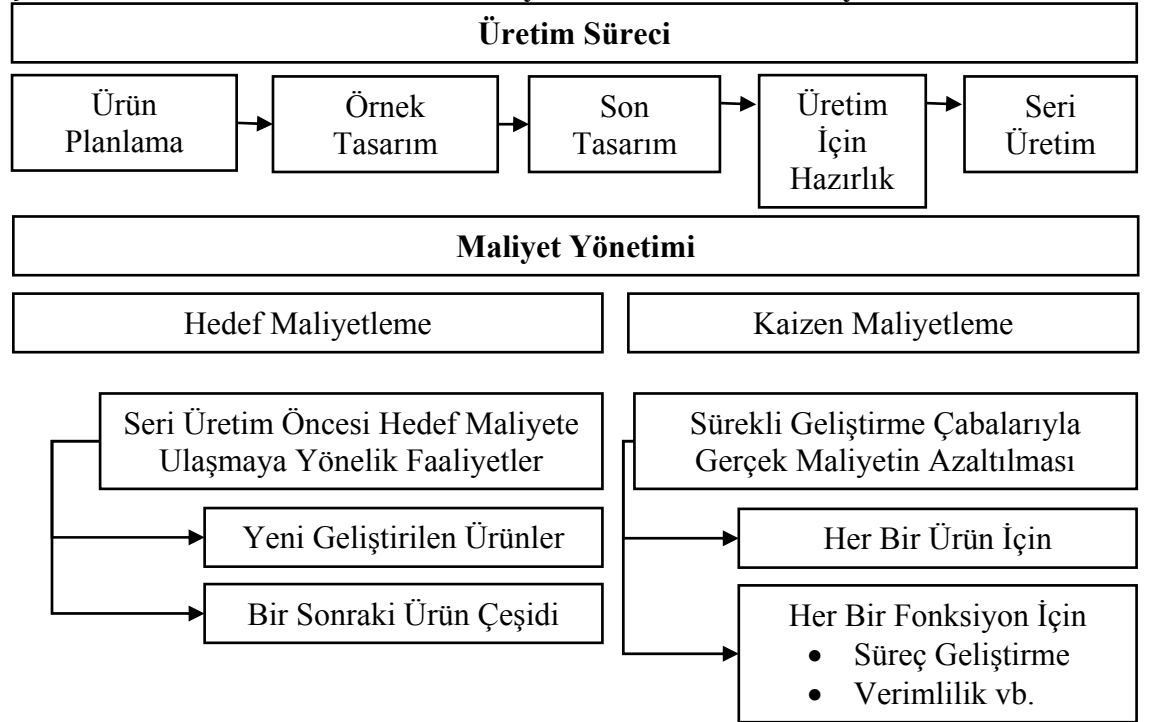 Üretim Süreci
Ürün
Planlama
Örnek
Tasarım
Son
Tasarım
Üretim
İçin
Hazırlık
Seri
Üretim
Maliyet Yönetimi
Hedef Maliyetleme
Kaizen Maliyetleme
Seri Üretim Öncesi Hedef Maliyete
Ulaşmaya Yönelik Faaliyetler
Yeni Geliştirilen Ürünler
Bir Sonraki Ürün Çeşidi
Sürekli Geliştirme Çabalarıyla
Gerçek Maliyetin Azaltılması
Her Bir Ürün İçin
Her Bir Fonksiyon İçin
• Süreç Geliştirme
• Verimlilik vb.